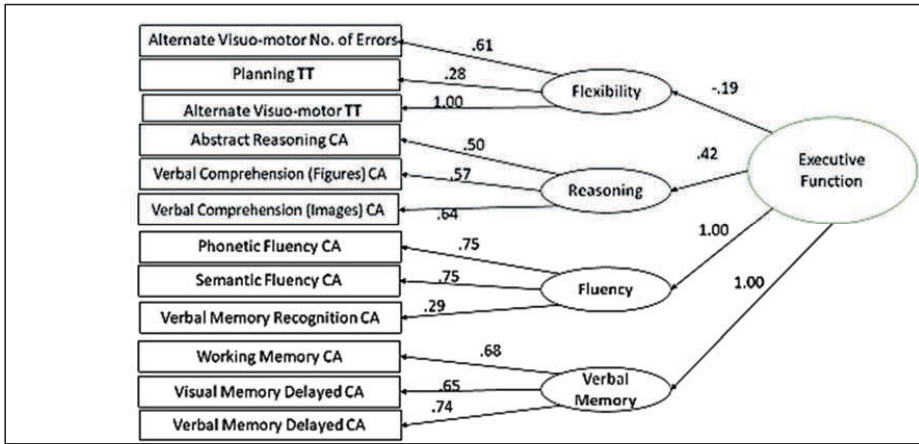 Alternate Visuo-motor No. of Errors
.61
Planning TT
.28
Flexibility
-.19
Alternate Visuo-motor TT
1.00
Abstract Reasoning CA
.50
.42
Executive
Function
Verbal Comprehension (Figures) CA
.57
Reasoning
Verbal Comprehension (Images) CA
.64
Phonetic Fluency CA
.75
1.00
Semantic Fluency CA
.75
Fluency
1.00
Verbal Memory Recognition CA
.29
Working Memory CA
.68
Verbal
Memory
Visual Memory Delayed CA
.65
Verbal Memory Delayed CA
.74